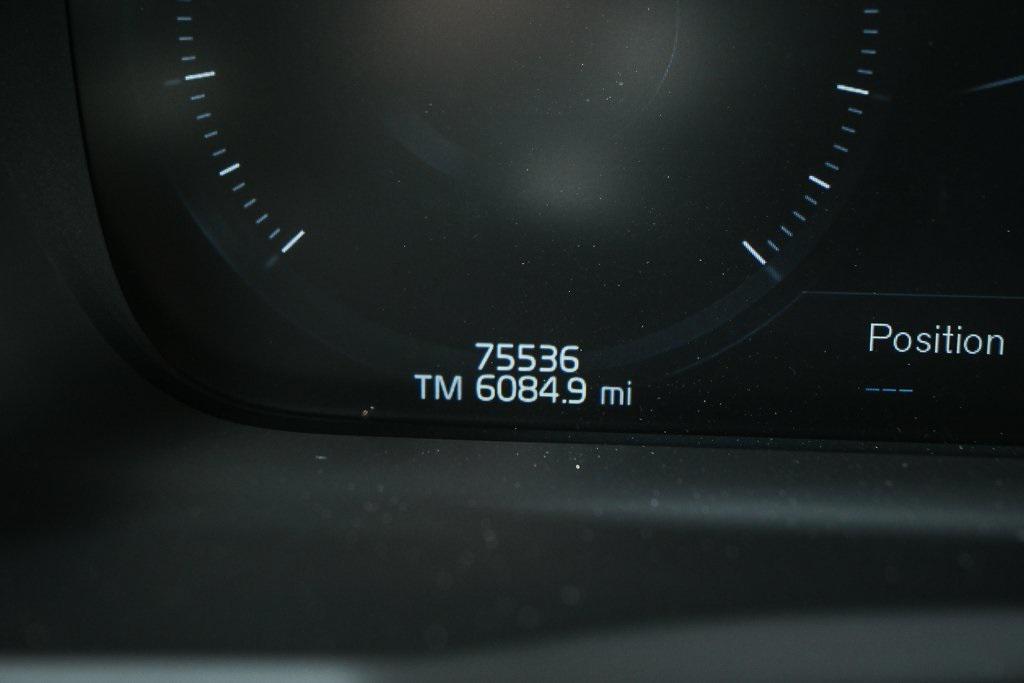 75536
TM 6084.9 mi
Position
---